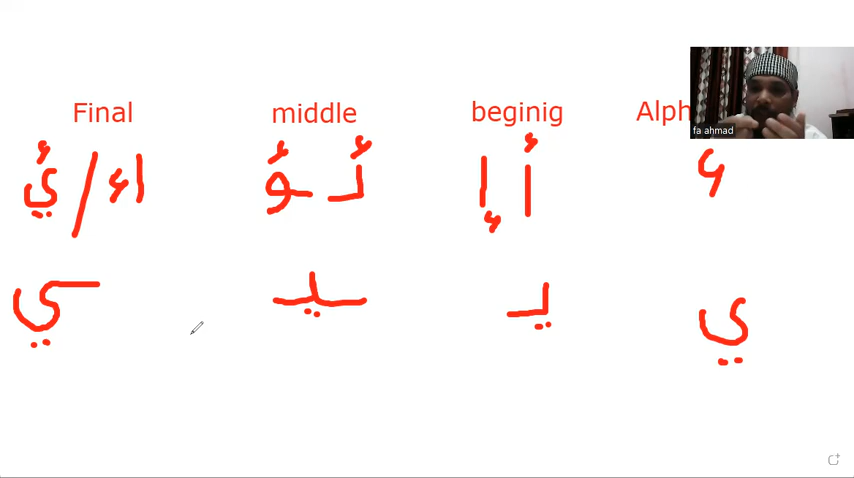 Final middle beginig Alph
fa ahmad
ء أ إ ئـ ؤ اء / ئ
ي يـ ـيـ ـي